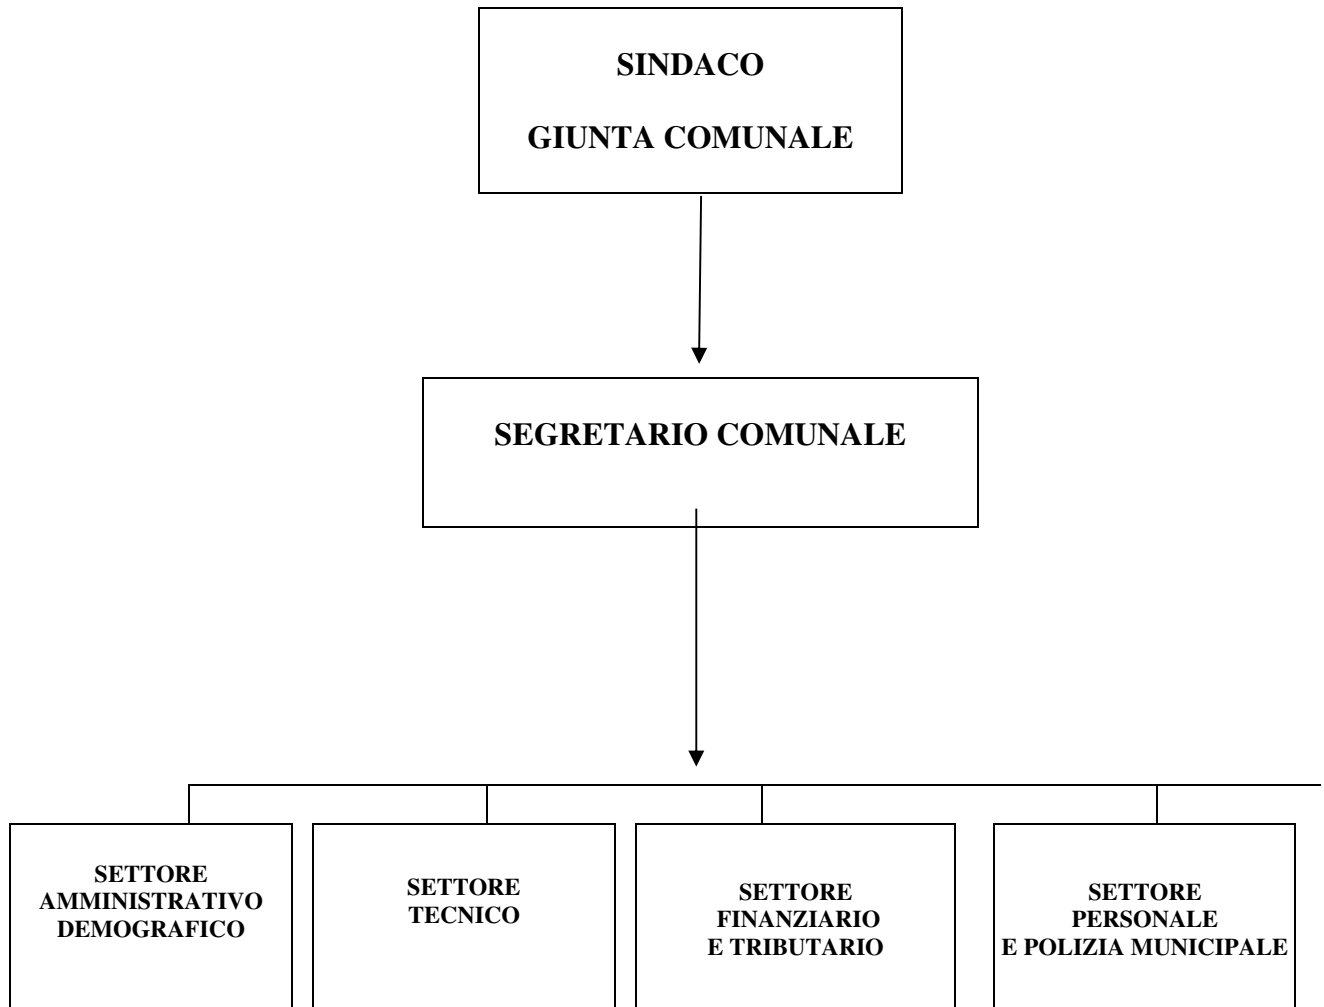 SINDACO
GIUNTA COMUNALE
SEGRETARIO COMUNALE
SETTORE
AMMINISTRATIVO
DEMOGRAFICO
SETTORE
TECNICO
SETTORE
FINANZIARIO
E TRIBUTARIO
SETTORE
PERSONALE
E POLIZIA MUNICIPALE